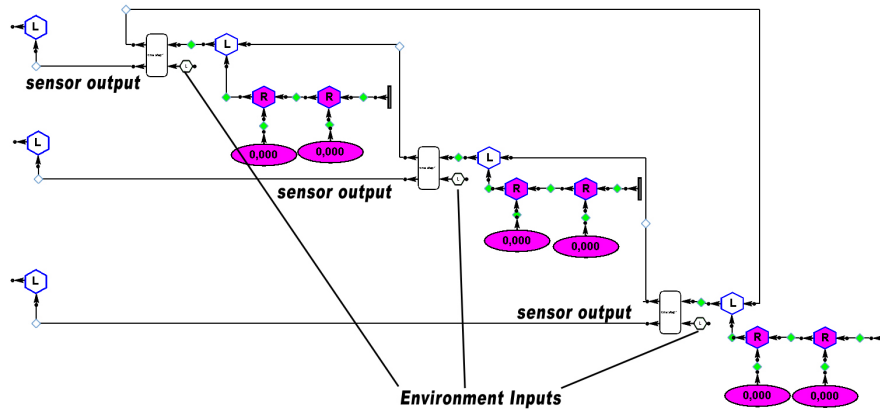 L
L
L
sensor output
R
R
0,000
0,000
L
L
L
sensor output
R
R
0,000
0,000
L
L
sensor output
L
R
R
0,000
0,000
Environment Inputs